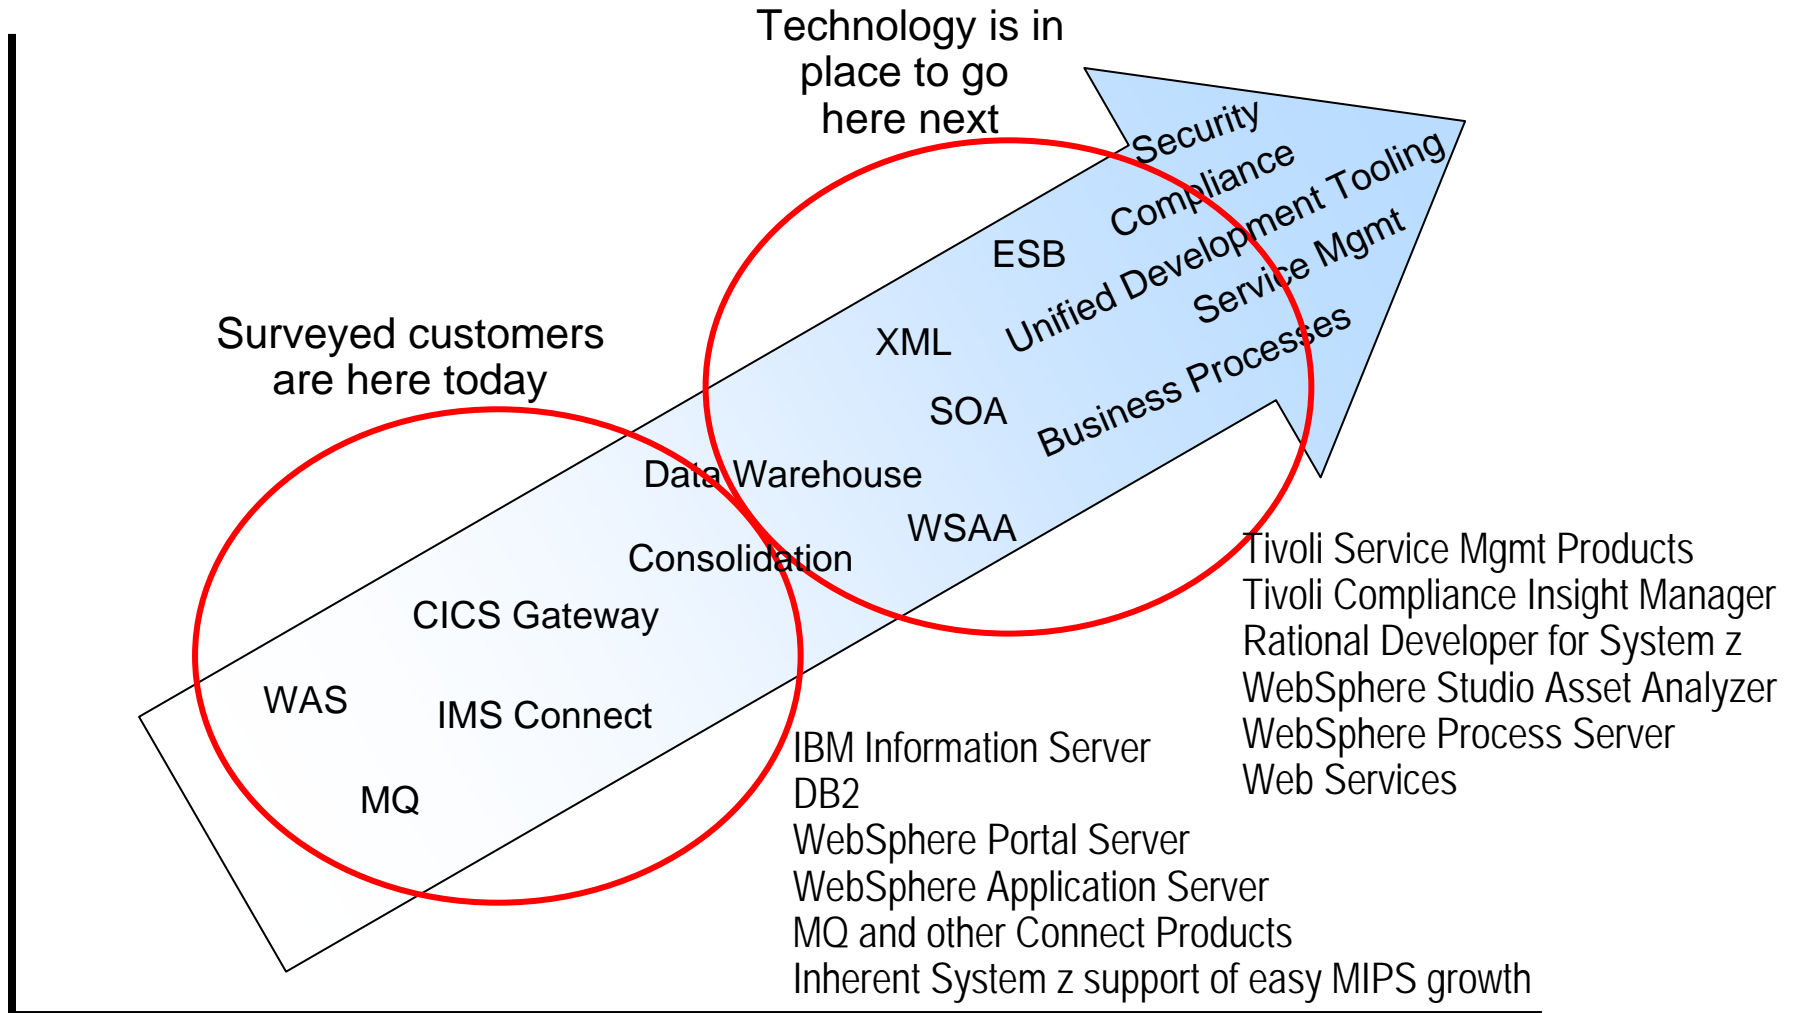 Technology is in
place to go
here next
Security
Compliance
Unified Development Tooling
Service Mgmt
Business Processes
ESB
XML
SOA
Surveyed customers
are here today
Data Warehouse
WSAA
Consolidation
CICS Gateway
WAS
IMS Connect
MQ
Tivoli Service Mgmt Products
Tivoli Compliance Insight Manager
Rational Developer for System z
WebSphere Studio Asset Analyzer
WebSphere Process Server
Web Services
IBM Information Server
DB2
WebSphere Portal Server
WebSphere Application Server
MQ and other Connect Products
Inherent System z support of easy MIPS growth